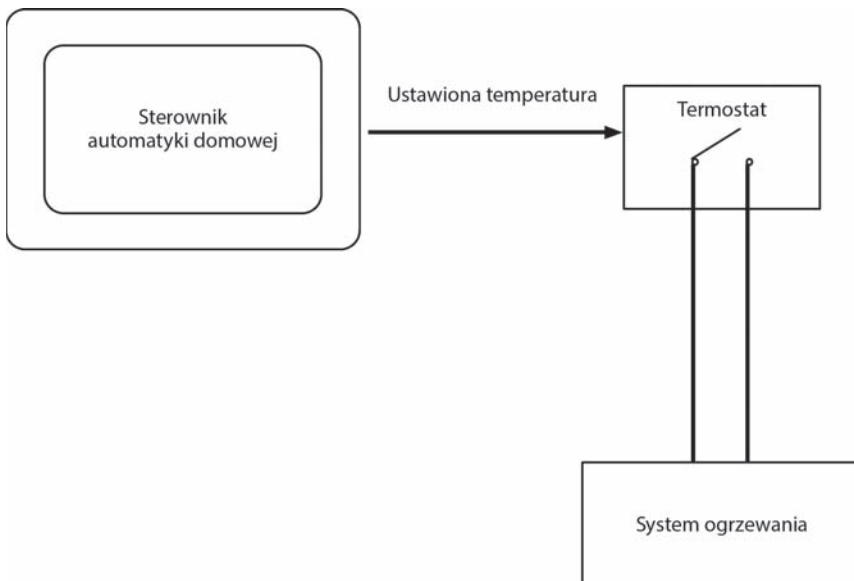 Sterownik
automatyki domowej
Ustawiona temperatura
Termostat
System ogrzewania